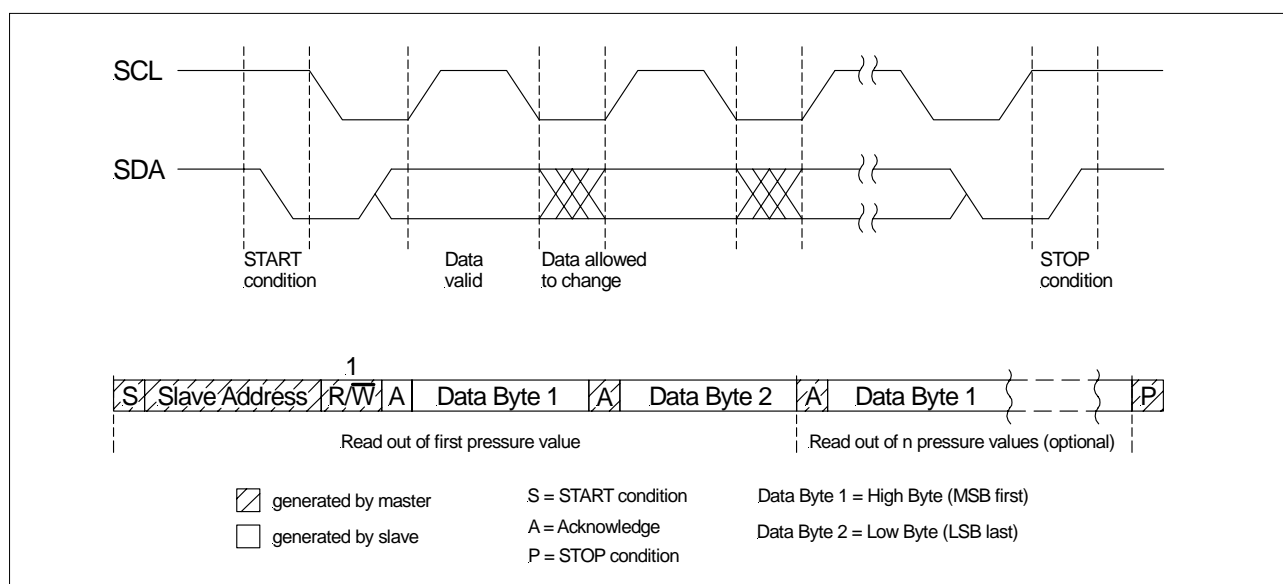 SCL
SDA
START
condition
Data
valid
Data allowed
to change
STOP
condition
1
S Slave Address R/W A Data Byte 1 A Data Byte 2 A Data Byte 1 P
Read out of first pressure value
Read out of n pressure values (optional)
generated by master
generated by slave
S = START condition
A = Acknowledge
P = STOP condition
Data Byte 1 = High Byte (MSB first)
Data Byte 2 = Low Byte (LSB last)